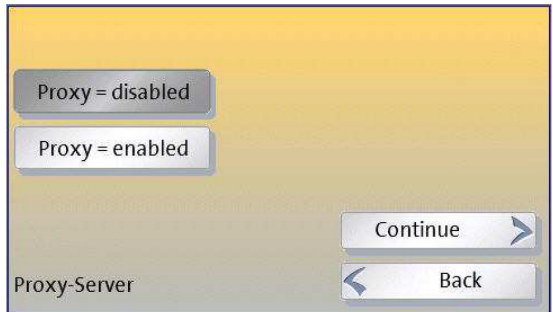 Proxy = disabled
Proxy = enabled
Continue
Proxy-Server
Back